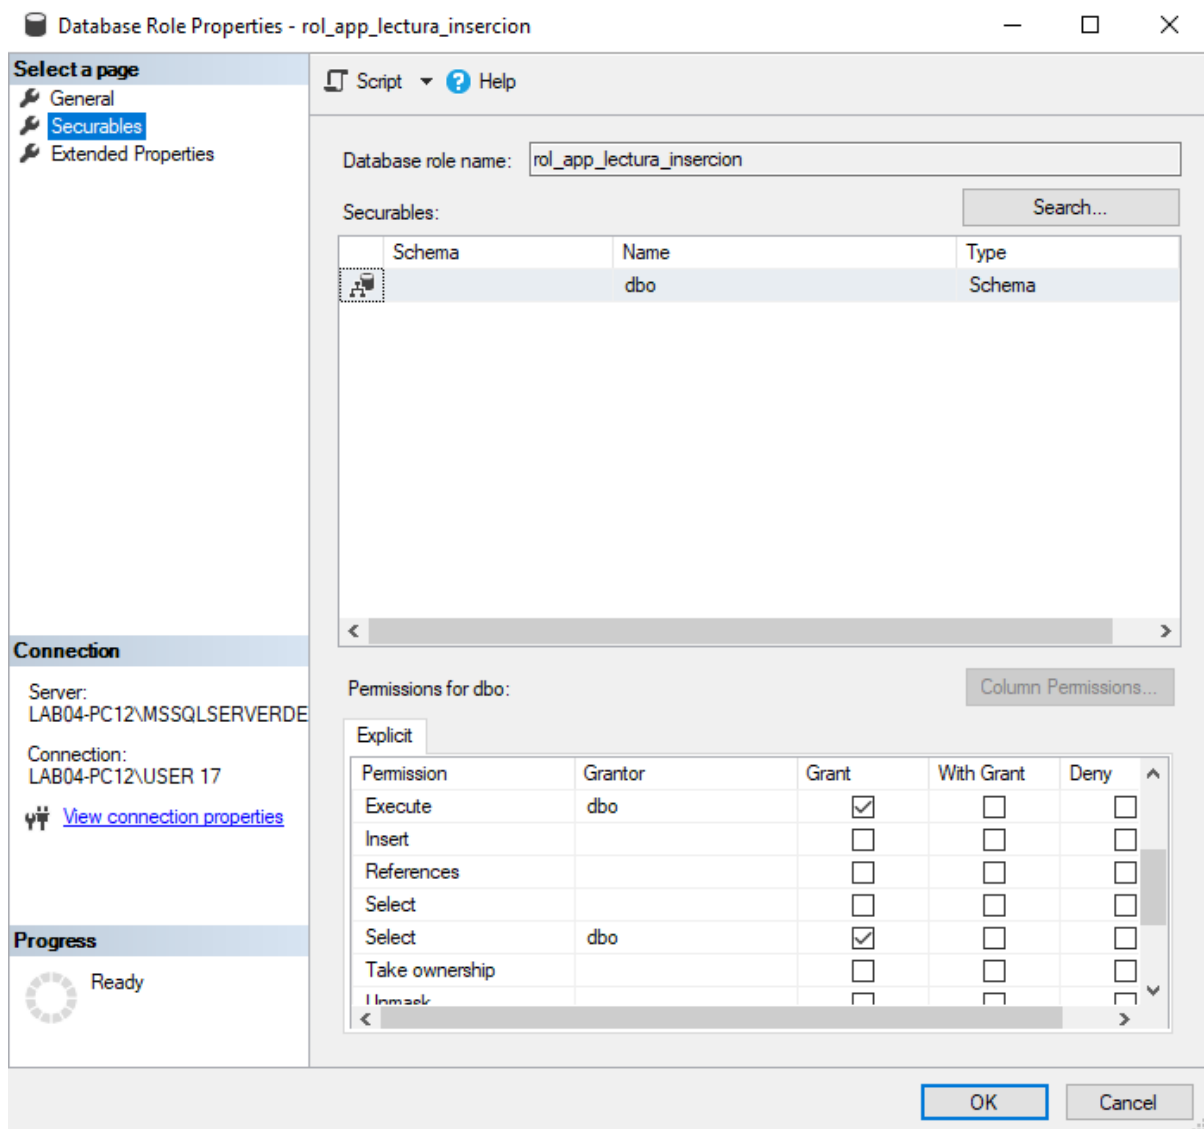 Database Role Properties - rol_app_lectura_insercion
Select a page
General
Securables
Extended Properties
Script
Help
Database role name: rol_app_lectura_insercion
Securables:
Search...
Schema Name Type
dbo Schema
Connection
Server:
LAB04-PC12\MSSQLSERVERDE
Connection:
LAB04-PC12\USER 17
View connection properties
Progress
Ready
Permissions for dbo:
Column Permissions...
Explicit
Permission Grantor Grant With Grant Deny
Execute dbo
Insert
References
Select
Select dbo
Take ownership
Unmask
OK
Cancel